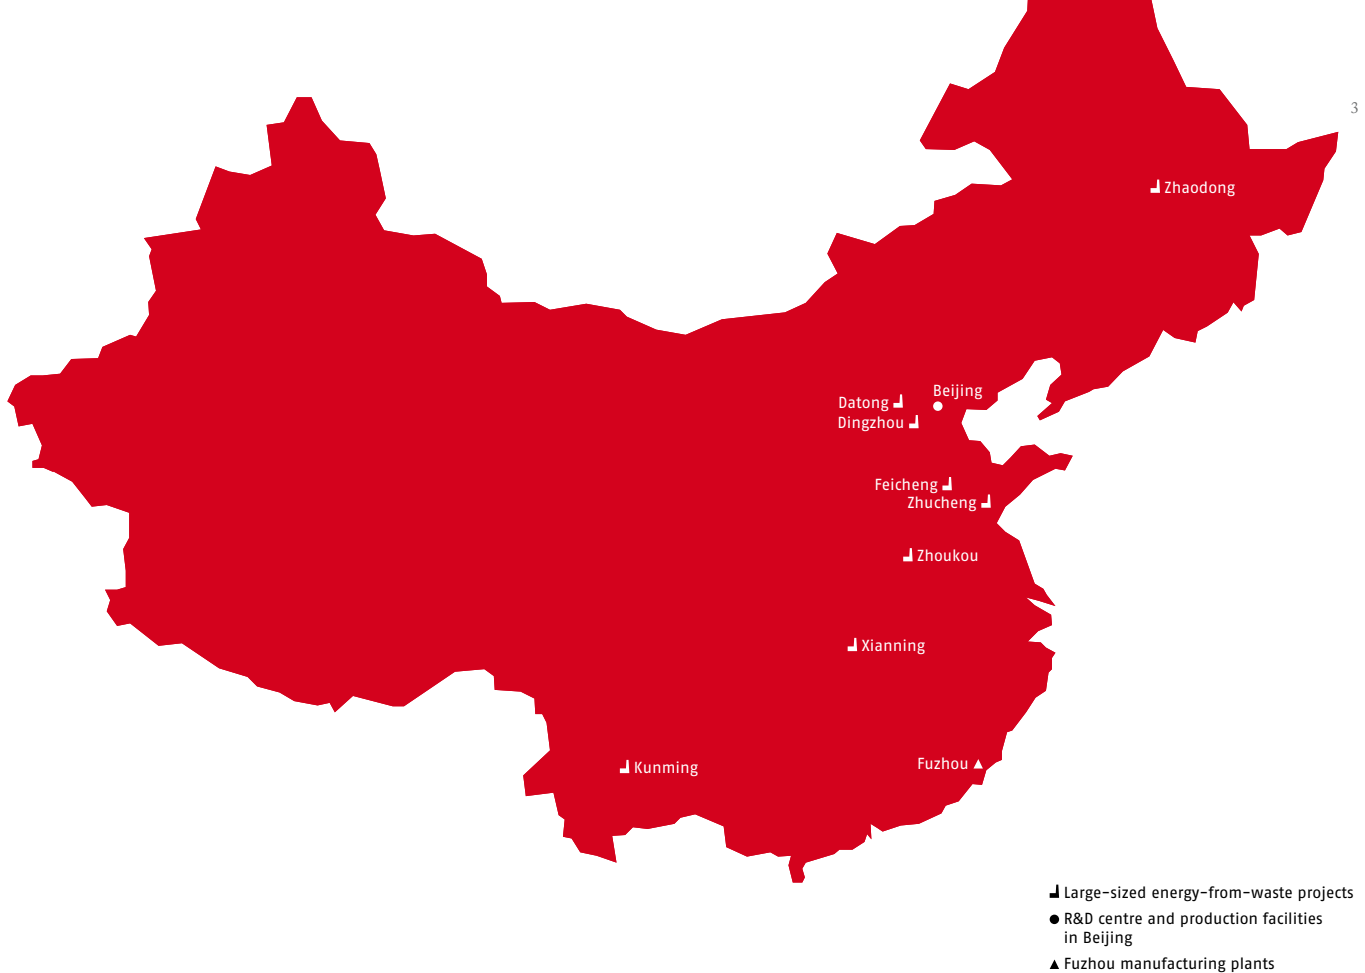 3
Zhaodong
Beijing
Datong
Dingzhou
Feicheng
Zhucheng
Zhoukou
Xianning
Kunming
Fuzhou
Large-sized energy-from-waste projects
R&D centre and production facilities
in Beijing
Fuzhou manufacturing plants